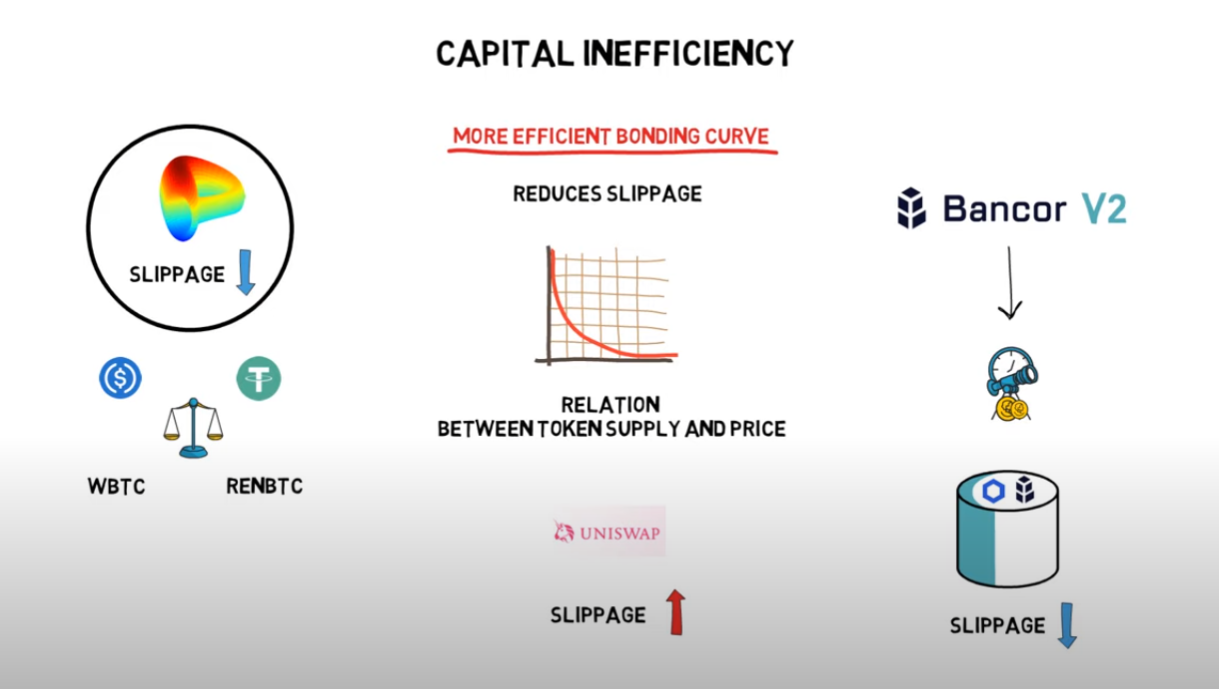 CAPITAL INEFFICIENCY
MORE EFFICIENT BONDING CURVE
REDUCES SLIPPAGE
SLIPPAGE
WBTC
RENBTC
RELATION
BETWEEN TOKEN SUPPLY AND PRICE
UNISWAP
SLIPPAGE
Bancor V2
SLIPPAGE